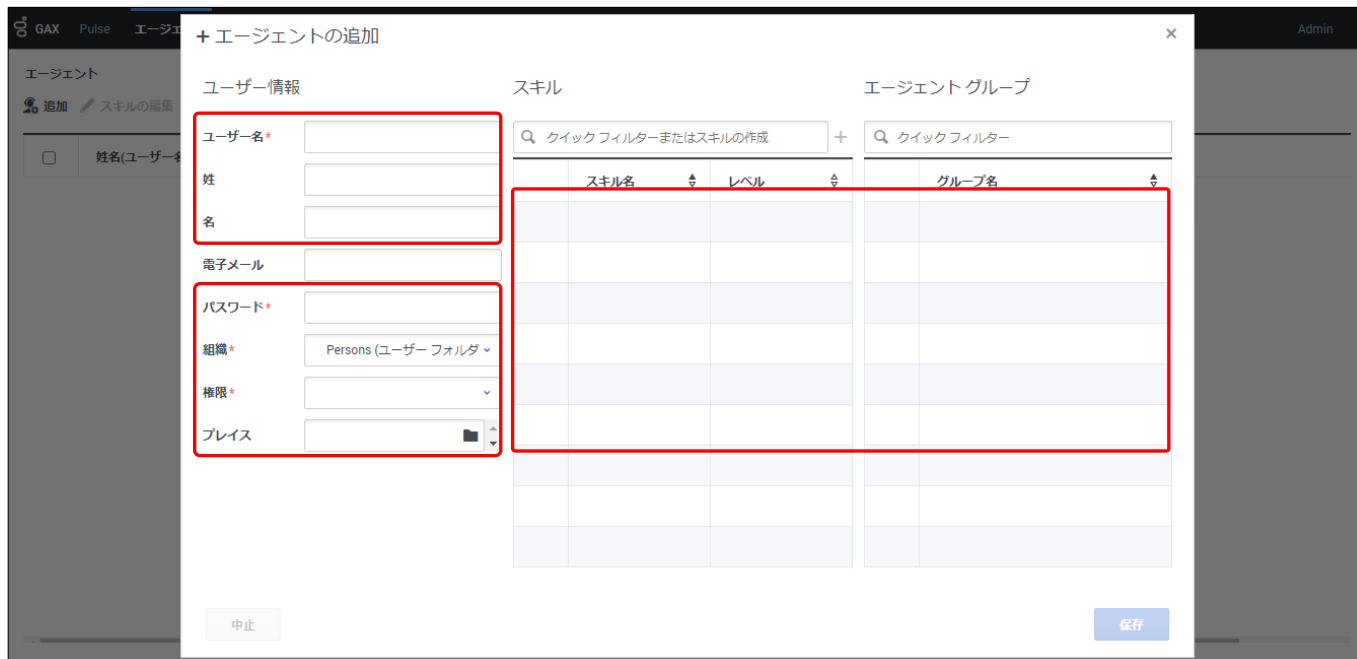 GAX Pulse エージェ Admin
+ エージェントの追加 ×
エージェント
追加 スキルの編集
姓名(ユーザー名
ユーザー情報
ユーザー名*
姓
名
電子メール
パスワード*
組織* Persons (ユーザー フォルダ
権限*
プレイス
スキル
クイック フィルターまたはスキルの作成 +
スキル名 レベル
エージェント グループ
クイック フィルター
グループ名
中止 保存